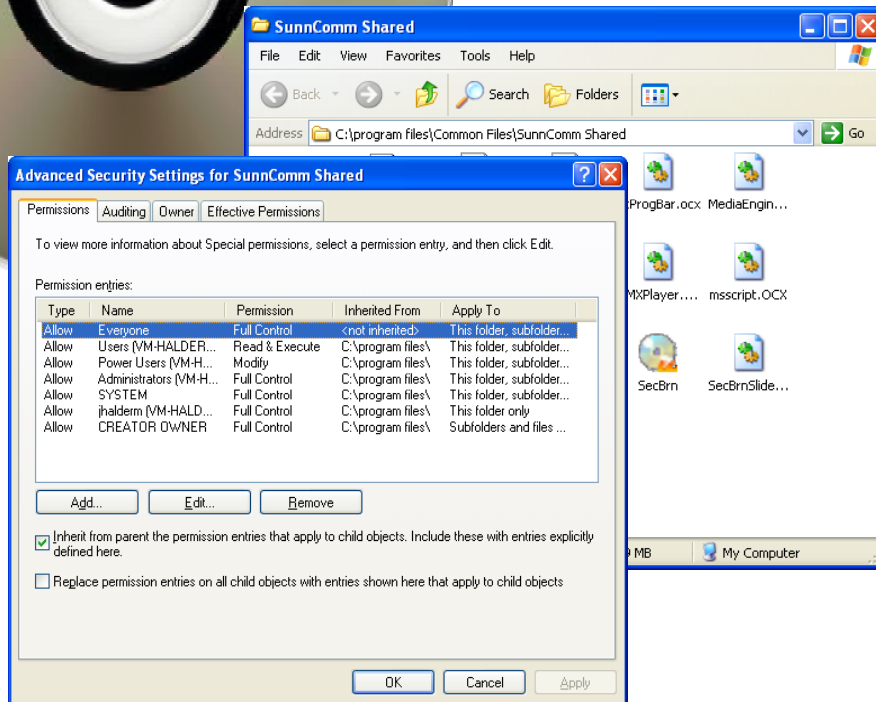 SunnComm Shared
File Edit View Favorites Tools Help
Back Search Folders
Address C:\program files\Common Files\SunnComm Shared Go
ProgBar.ocx MediaEngin...
MXPlayer.... msscript.OCX
SecBrn SecBrnSlide...
MB My Computer
Advanced Security Settings for SunnComm Shared
Permissions Auditing Owner Effective Permissions
To view more information about Special permissions, select a permission entry, and then click Edit.
Permission entries:
Type Name Permission Inherited From Apply To
Allow Everyone Full Control <not inherited> This folder, subfolder...
Allow Users (VM-HALDER... Read & Execute C:\program files\ This folder, subfolder...
Allow Power Users (VM-H... Modify C:\program files\ This folder, subfolder...
Allow Administrators (VM-H... Full Control C:\program files\ This folder, subfolder...
Allow SYSTEM Full Control C:\program files\ This folder, subfolder...
Allow jhalderm (VM-HALD... Full Control C:\program files\ This folder only
Allow CREATOR OWNER Full Control C:\program files\ Subfolders and files ...
Add... Edit... Remove
Inherit from parent the permission entries that apply to child objects. Include these with entries explicitly
defined here.
Replace permission entries on all child objects with entries shown here that apply to child objects
OK Cancel Apply